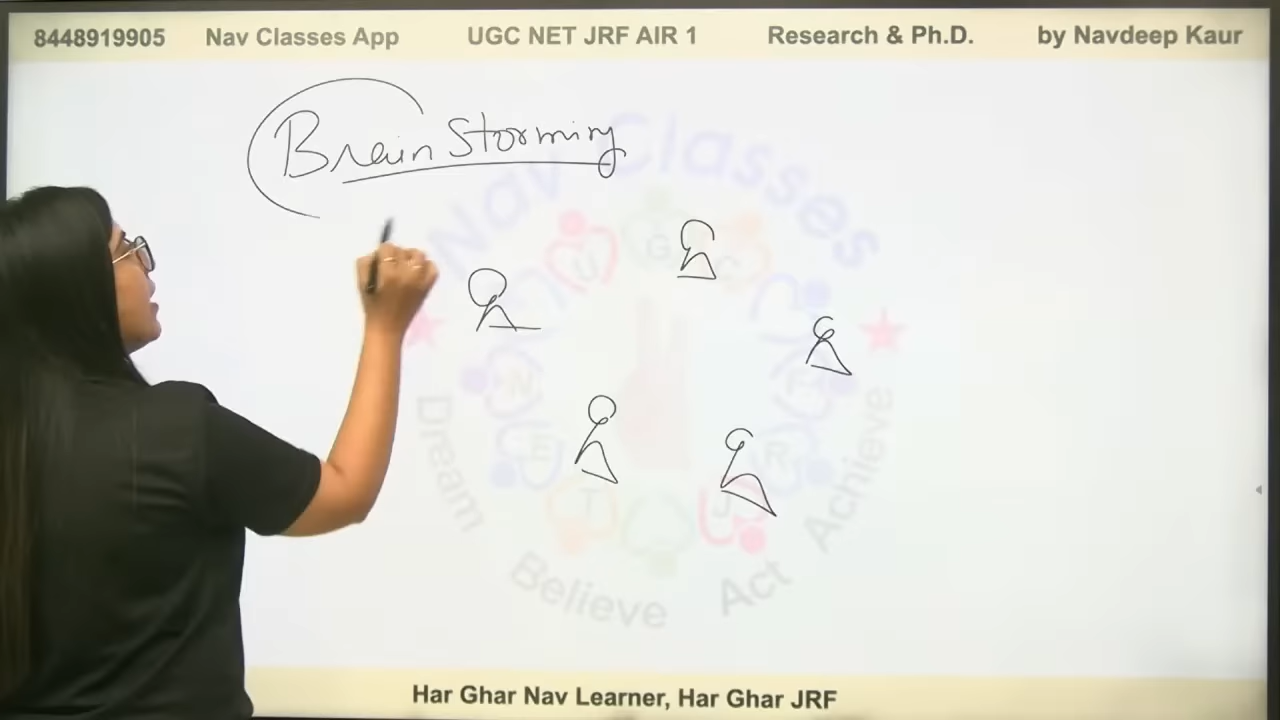 8448919905 Nav Classes App UGC NET JRF AIR 1 Research & Ph.D. by Navdeep Kaur
Brain Storming
Nav Classes
U G C
N E T J R F
Dream Believe Act Achieve
Har Ghar Nav Learner, Har Ghar JRF